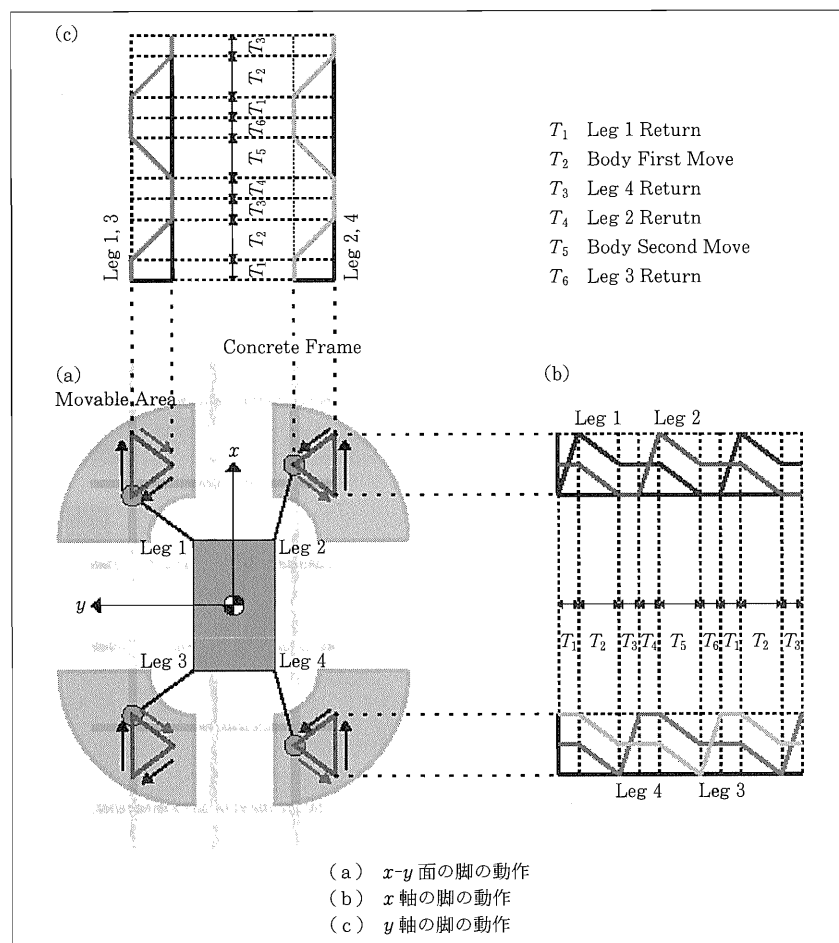 (c)
T3
T2
T1
T6
T5
T4
T3
T2
T1
Leg 1, 3
Leg 2, 4
T1 Leg 1 Return
T2 Body First Move
T3 Leg 4 Return
T4 Leg 2 Rerutn
T5 Body Second Move
T6 Leg 3 Return
Concrete Frame
(a)
Movable Area
x
y
Leg 1
Leg 2
Leg 3
Leg 4
(b)
Leg 1
Leg 2
T1 T2 T3 T4 T5 T6 T1 T2 T3
Leg 4
Leg 3
(a) x-y 面の脚の動作
(b) x 軸の脚の動作
(c) y 軸の脚の動作